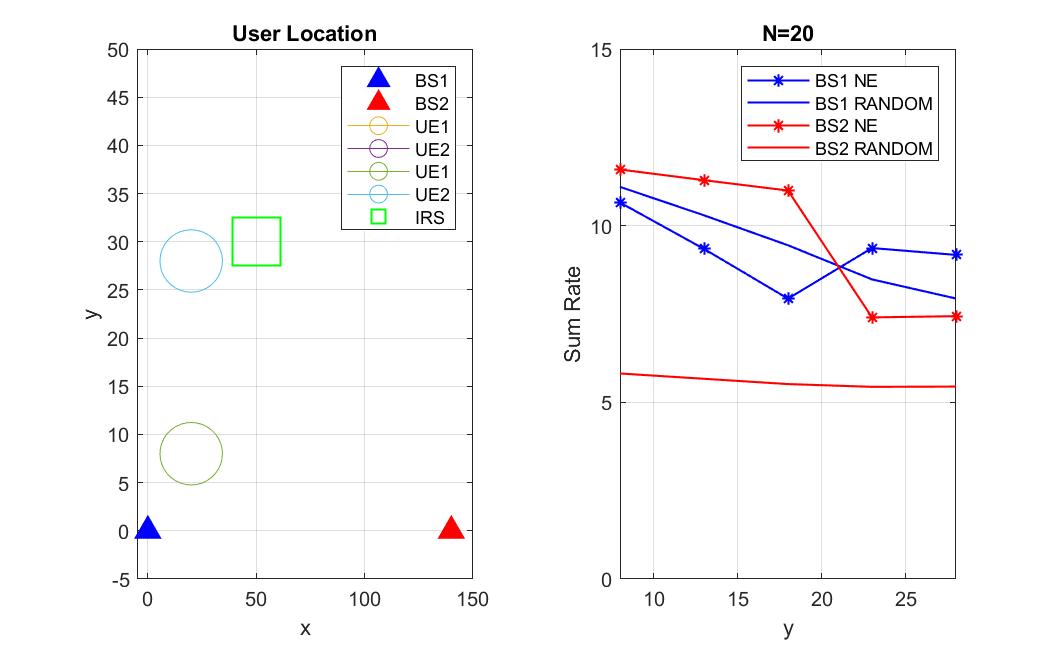 User Location
50
45
40
35
30
25
20
15
10
5
0
-5
y
0
50
100
150
x
BS1
BS2
UE1
UE2
UE1
UE2
IRS
N=20
15
10
5
0
Sum Rate
10
15
20
25
y
BS1 NE
BS1 RANDOM
BS2 NE
BS2 RANDOM